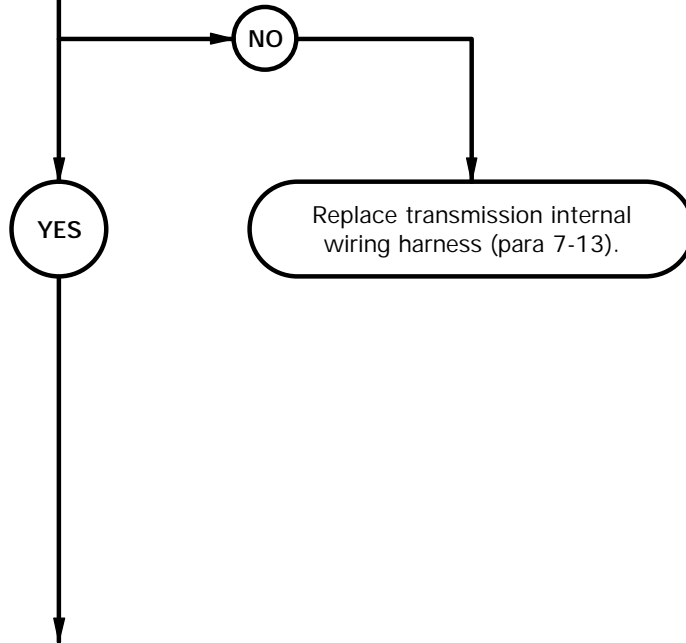 NO
YES
Replace transmission internal
wiring harness (para 7-13).